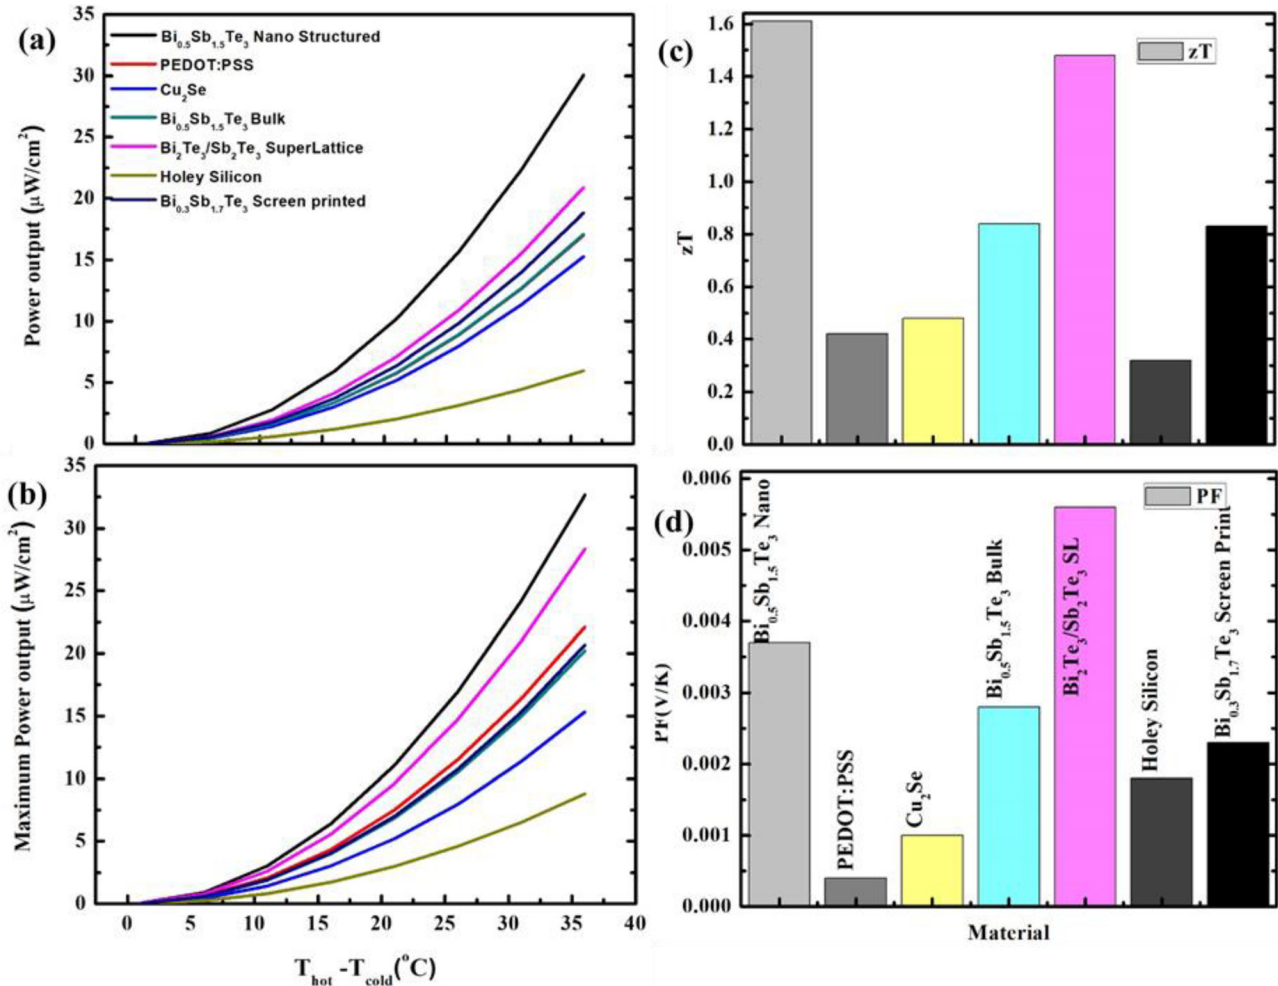 (a)
35
30
25
20
15
10
5
0
Power output (μW/cm²)
Bi₀.₅Sb₁.₅Te₃ Nano Structured
PEDOT:PSS
Cu₂Se
Bi₀.₅Sb₁.₅Te₃ Bulk
Bi₂Te₃/Sb₂Te₃ SuperLattice
Holey Silicon
Bi₀.₃Sb₁.₇Te₃ Screen printed
(c)
1.6
1.4
1.2
1.0
0.8
0.6
0.4
0.2
0.0
zT
zT
(b)
35
30
25
20
15
10
5
0
Maximum Power output (μW/cm²)
0 5 10 15 20 25 30 35 40
T_hot -T_cold(°C)
(d)
0.006
0.005
0.004
0.003
0.002
0.001
0.000
PF(V/K)
PF
Bi₀.₅Sb₁.₅Te₃ Nano
PEDOT:PSS
Cu₂Se
Bi₀.₅Sb₁.₅Te₃ Bulk
Bi₂Te₃/Sb₂Te₃ SL
Holey Silicon
Bi₀.₃Sb₁.₇Te₃ Screen Print
Material